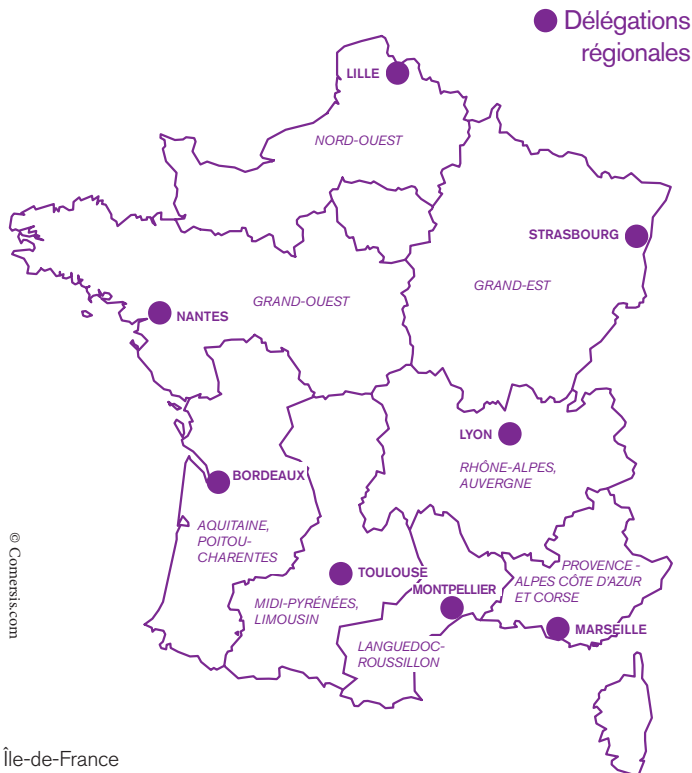 Délégations
régionales
LILLE
NORD-OUEST
STRASBOURG
GRAND-EST
GRAND-OUEST
NANTES
LYON
RHÔNE-ALPES,
AUVERGNE
BORDEAUX
AQUITAINE,
POITOU-
CHARENTES
PROVENCE -
ALPES CÔTE D'AZUR
ET CORSE
TOULOUSE
MONTPELLIER
MIDI-PYRÉNÉES,
LIMOUSIN
MARSEILLE
LANGUEDOC-
ROUSSILLON
© Comersis.com
Île-de-France